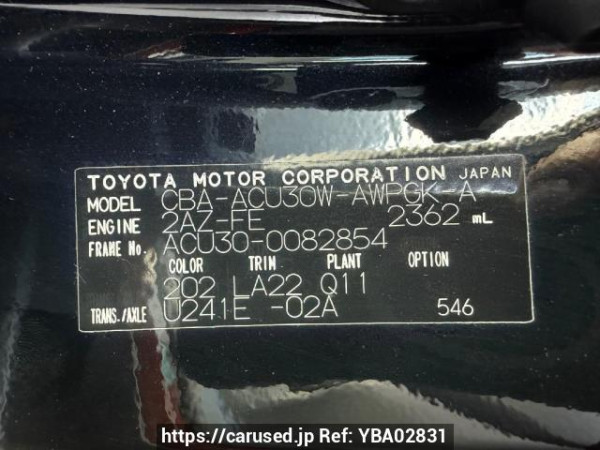 TOYOTA MOTOR CORPORATION JAPAN
MODEL CBA-ACU30W-AWPGK-A
ENGINE 2AZ-FE 2362 mL
FRAME No. ACU30-0082854
COLOR TRIM PLANT OPTION
202 LA22 Q11
TRANS./AXLE U241E -02A 546
https://carused.jp Ref: YBA02831